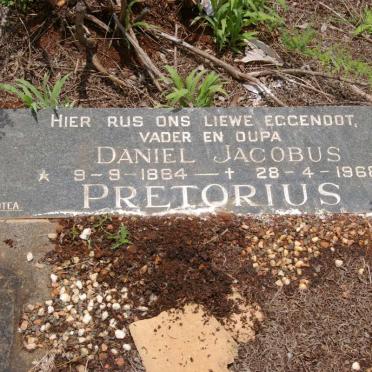 HIER RUS ONS LIEWE EGGENOOT,
VADER EN OUPA
DANIEL JACOBUS
* 9-9-1884 — † 28-4-1968
PRETORIUS